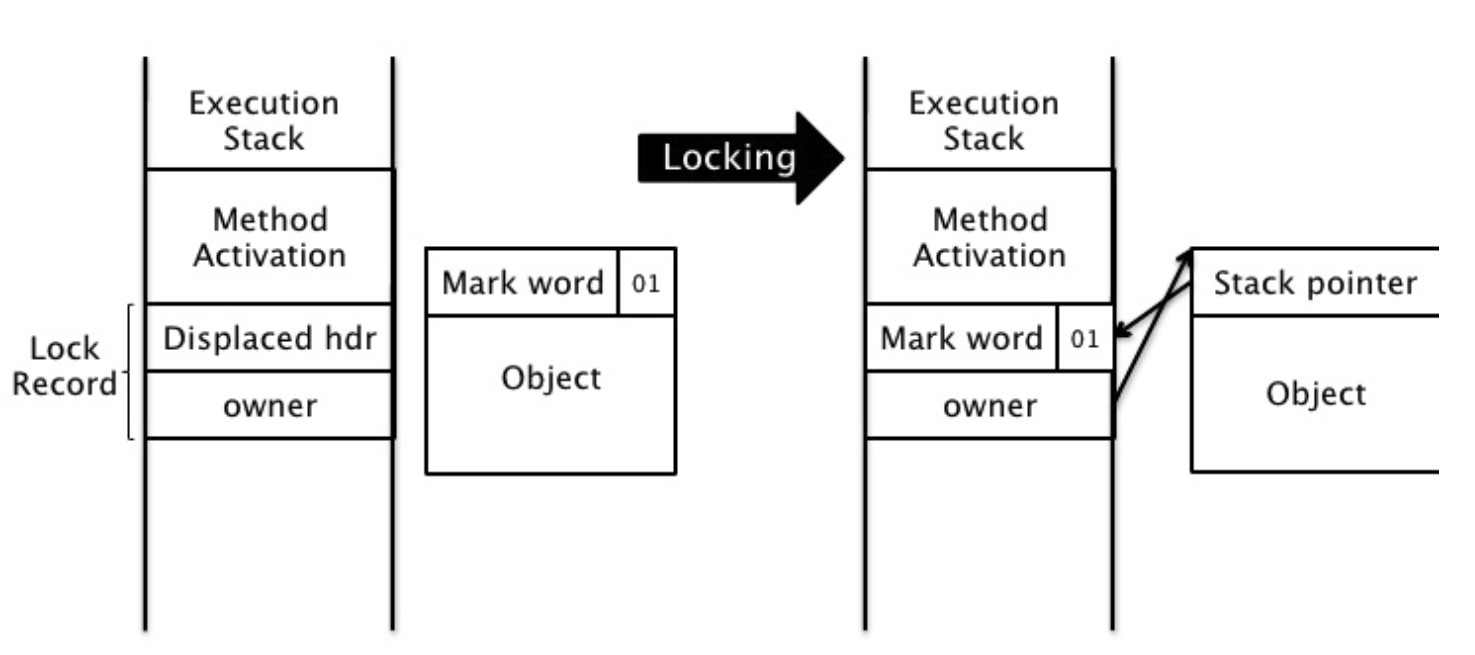 Execution
Stack
Method
Activation
Mark word 01
Lock
Record
Displaced hdr
owner
Object
Locking
Execution
Stack
Method
Activation
Mark word 01
owner
Stack pointer
Object